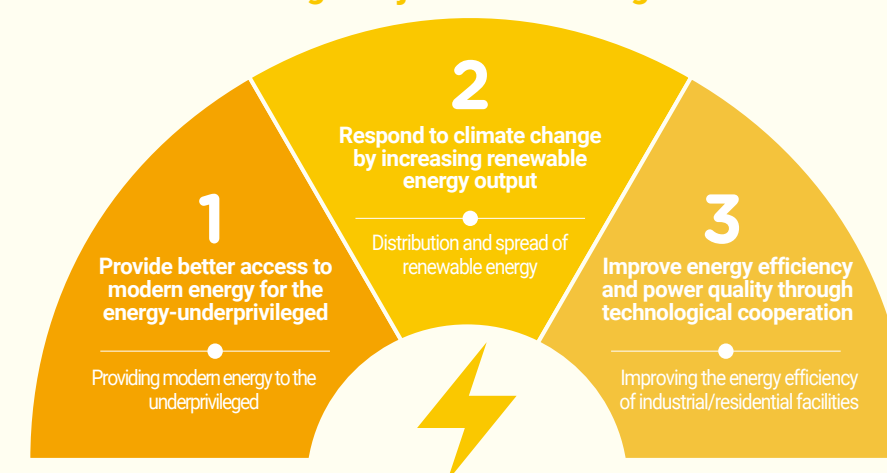 1
Provide better access to
modern energy for the
energy-underprivileged
Providing modern energy to the
underprivileged
2
Respond to climate change
by increasing renewable
energy output
Distribution and spread of
renewable energy
3
Improve energy efficiency
and power quality through
technological cooperation
Improving the energy efficiency
of industrial/residential facilities